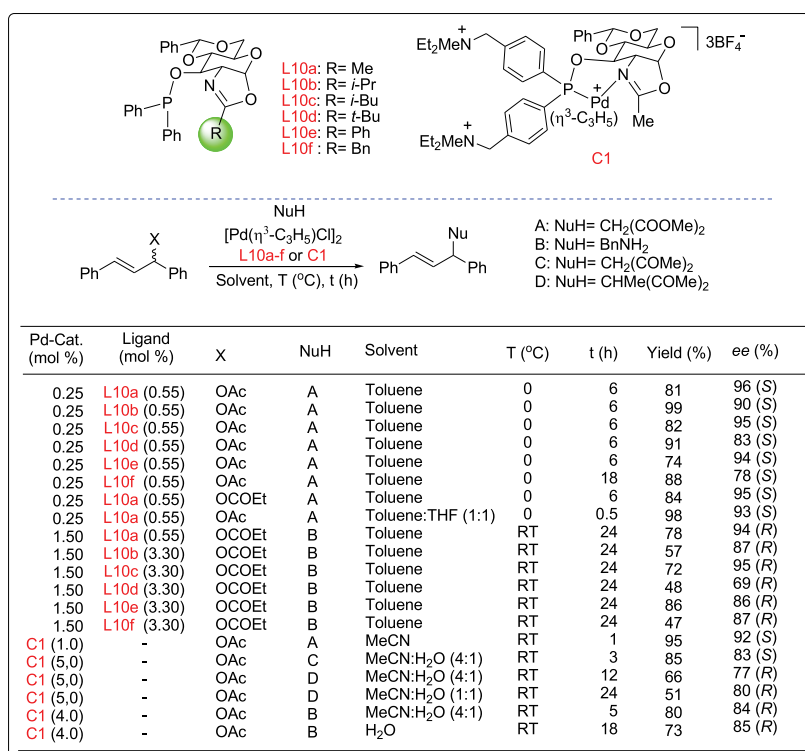 Ph O O O
O
N
O
P
Ph Ph
R
L10a: R= Me
L10b: R= i-Pr
L10c: R= i-Bu
L10d: R= t-Bu
L10e: R= Ph
L10f : R= Bn
Et2MeN+
Et2MeN+
Ph O O O
O
P
N
+
Pd
O
(η3-C3H5) Me
3BF4-
C1
X
Ph Ph
NuH
[Pd(η3-C3H5)Cl]2
L10a-f or C1
Solvent, T (oC), t (h)
Nu
Ph Ph
A: NuH= CH2(COOMe)2
B: NuH= BnNH2
C: NuH= CH2(COMe)2
D: NuH= CHMe(COMe)2
Pd-Cat. (mol %) Ligand (mol %) X NuH Solvent T (oC) t (h) Yield (%) ee (%)
0.25 L10a (0.55) OAc A Toluene 0 6 81 96 (S)
0.25 L10b (0.55) OAc A Toluene 0 6 99 90 (S)
0.25 L10c (0.55) OAc A Toluene 0 6 82 95 (S)
0.25 L10d (0.55) OAc A Toluene 0 6 91 83 (S)
0.25 L10e (0.55) OAc A Toluene 0 6 74 94 (S)
0.25 L10f (0.55) OAc A Toluene 0 18 88 78 (S)
0.25 L10a (0.55) OCOEt A Toluene 0 6 84 95 (S)
0.25 L10a (0.55) OAc A Toluene:THF (1:1) 0 0.5 98 93 (S)
1.50 L10a (0.55) OCOEt B Toluene RT 24 78 94 (R)
1.50 L10b (3.30) OCOEt B Toluene RT 24 57 87 (R)
1.50 L10c (3.30) OCOEt B Toluene RT 24 72 95 (R)
1.50 L10d (3.30) OCOEt B Toluene RT 24 48 69 (R)
1.50 L10e (3.30) OCOEt B Toluene RT 24 86 86 (R)
1.50 L10f (3.30) OCOEt B Toluene RT 24 47 87 (R)
C1 (1.0) - OAc A MeCN RT 1 95 92 (S)
C1 (5,0) - OAc C MeCN:H2O (4:1) RT 3 85 83 (S)
C1 (5,0) - OAc D MeCN:H2O (4:1) RT 12 66 77 (R)
C1 (5,0) - OAc D MeCN:H2O (1:1) RT 24 51 80 (R)
C1 (4.0) - OAc B MeCN:H2O (4:1) RT 5 80 84 (R)
C1 (4.0) - OAc B H2O RT 18 73 85 (R)